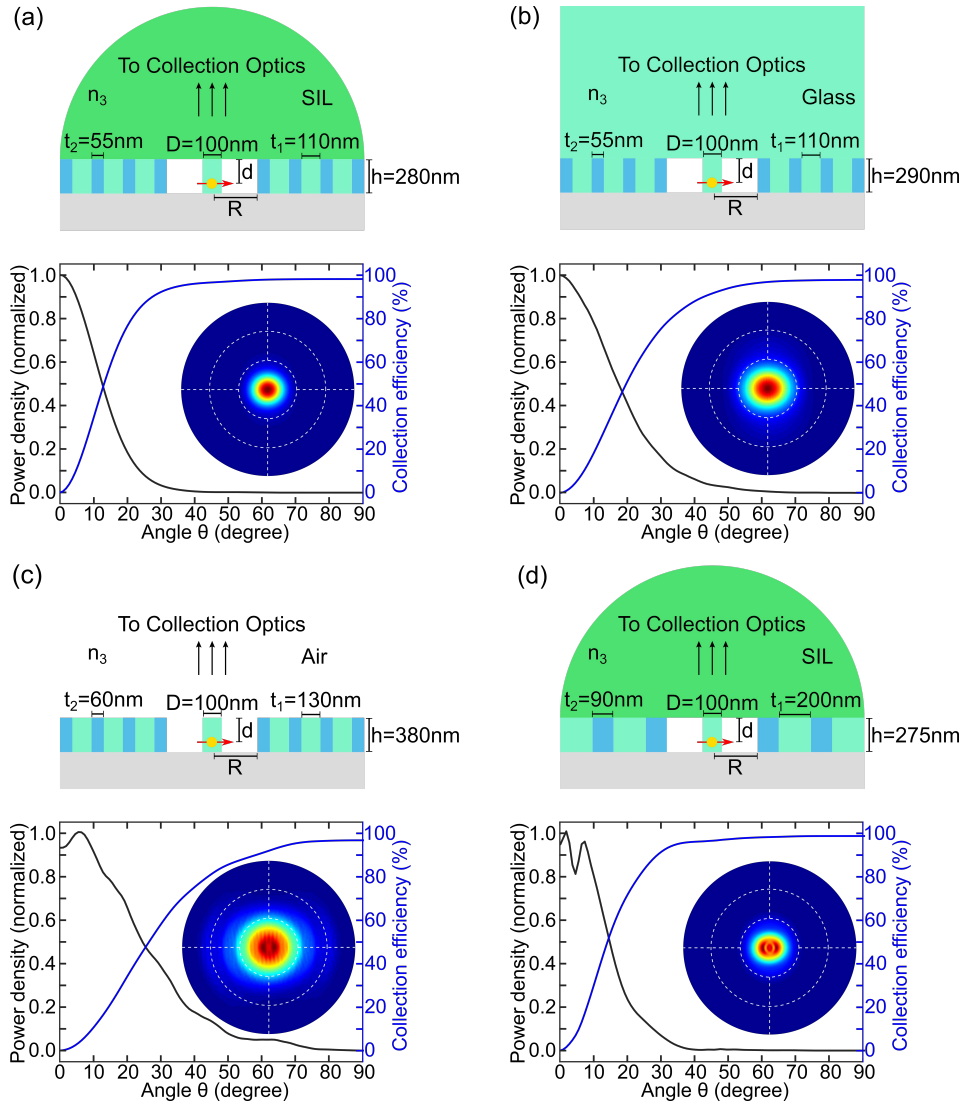 (a)
To Collection Optics
n3 SIL
t2=55nm D=100nm t1=110nm
d h=280nm
R
Power density (normalized)
1.0
0.8
0.6
0.4
0.2
0.0
100
80
60
40
20
0
Collection efficiency (%)
0 10 20 30 40 50 60 70 80 90
Angle θ (degree)
(b)
To Collection Optics
n3 Glass
t2=55nm D=100nm t1=110nm
d h=290nm
R
Power density (normalized)
1.0
0.8
0.6
0.4
0.2
0.0
100
80
60
40
20
0
Collection efficiency (%)
0 10 20 30 40 50 60 70 80 90
Angle θ (degree)
(c)
To Collection Optics
n3 Air
t2=60nm D=100nm t1=130nm
d h=380nm
R
Power density (normalized)
1.0
0.8
0.6
0.4
0.2
0.0
100
80
60
40
20
0
Collection efficiency (%)
0 10 20 30 40 50 60 70 80 90
Angle θ (degree)
(d)
To Collection Optics
n3 SIL
t2=90nm D=100nm t1=200nm
d h=275nm
R
Power density (normalized)
1.0
0.8
0.6
0.4
0.2
0.0
100
80
60
40
20
0
Collection efficiency (%)
0 10 20 30 40 50 60 70 80 90
Angle θ (degree)